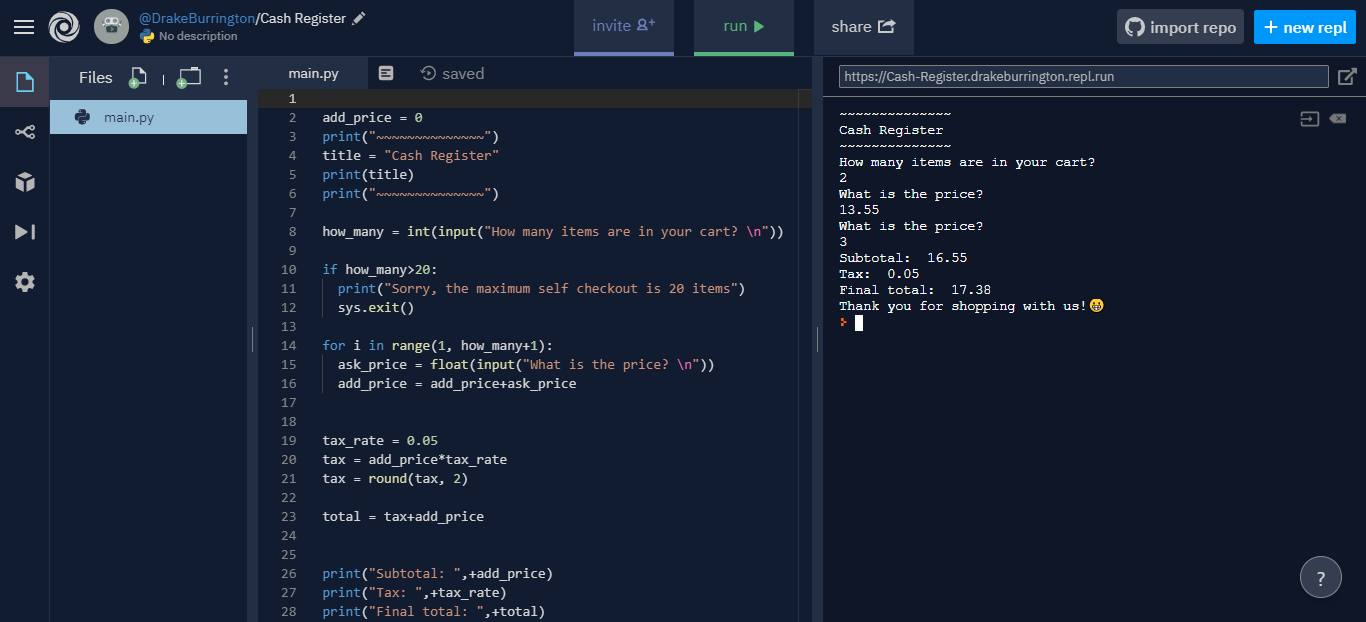 @DrakeBurrington/Cash Register
No description
invite
run
share
import repo
+ new repl
Files
main.py
main.py
saved
1
2 add_price = 0
3 print("~~~~~~~~~~~~~~")
4 title = "Cash Register"
5 print(title)
6 print("~~~~~~~~~~~~~~")
7
8 how_many = int(input("How many items are in your cart? \n"))
9
10 if how_many>20:
11   print("Sorry, the maximum self checkout is 20 items")
12   sys.exit()
13
14 for i in range(1, how_many+1):
15   ask_price = float(input("What is the price? \n"))
16   add_price = add_price+ask_price
17
18
19 tax_rate = 0.05
20 tax = add_price*tax_rate
21 tax = round(tax, 2)
22
23 total = tax+add_price
24
25
26 print("Subtotal: ",+add_price)
27 print("Tax: ",+tax_rate)
28 print("Final total: ",+total)
https://Cash-Register.drakeburrington.repl.run
~~~~~~~~~~~~~~
Cash Register
~~~~~~~~~~~~~~
How many items are in your cart?
2
What is the price?
13.55
What is the price?
3
Subtotal:  16.55
Tax:  0.05
Final total:  17.38
Thank you for shopping with us!😁
>
?